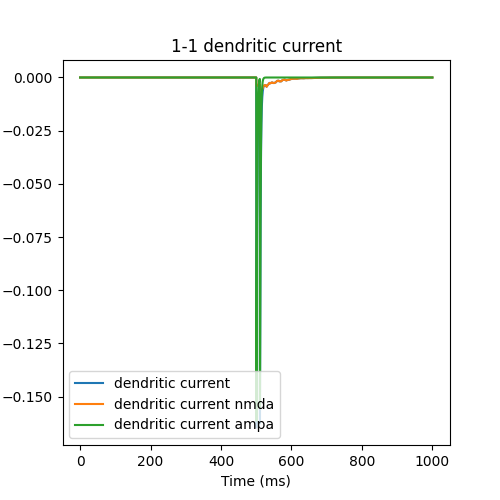 1-1 dendritic current
0.000
−0.025
−0.050
−0.075
−0.100
−0.125
−0.150
dendritic current
dendritic current nmda
dendritic current ampa
0 200 400 600 800 1000
Time (ms)